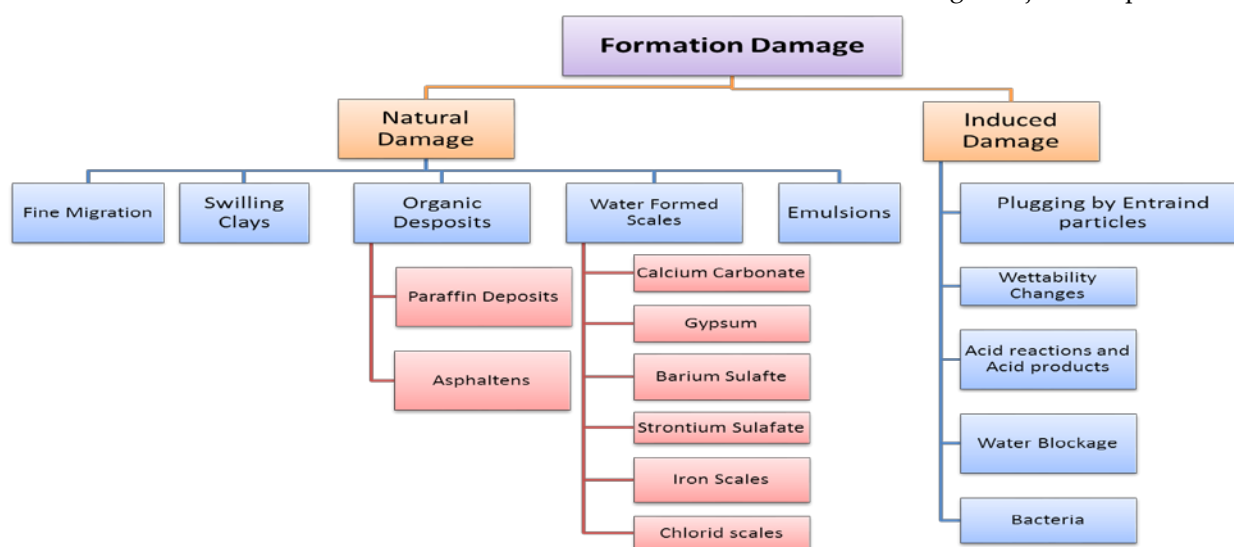 Formation Damage
Natural
Damage
Induced
Damage
Fine Migration
Swilling
Clays
Organic
Desposits
Water Formed
Scales
Emulsions
Paraffin Deposits
Asphaltens
Calcium Carbonate
Gypsum
Barium Sulafte
Strontium Sulafate
Iron Scales
Chlorid scales
Plugging by Entraind
particles
Wettability
Changes
Acid reactions and
Acid products
Water Blockage
Bacteria